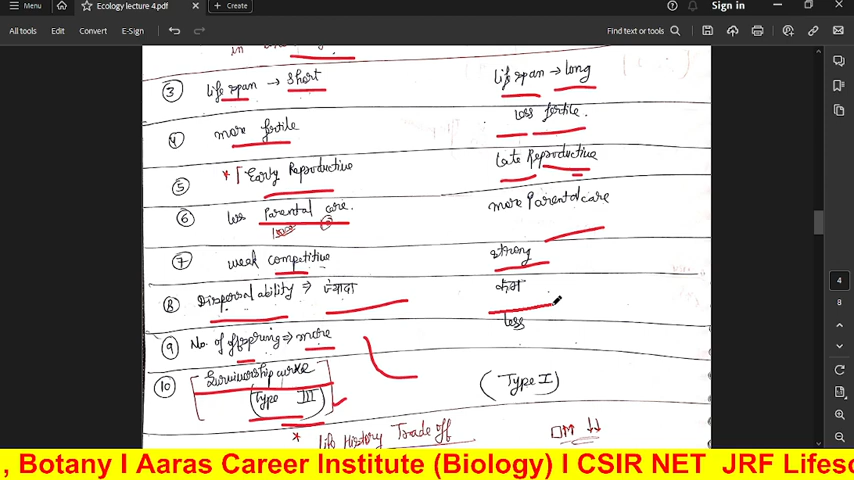 Menu
Ecology lecture 4.pdf
Create
Sign in
All tools Edit Convert E-Sign
Find text or tools
in
③ Life span → short Life span → long
④ more fertile less fertile.
⑤ * Early Reproductive Late Reproductive
⑥ les Parental care. more Parental care
⑦ weak competitive strong
⑧ Dispersal ability ⇒ ज्यादा कम
⑨ No. of offspring ⇒ more less
⑩ Survivorship curve
(Type III) (Type I)
* life History Trade off
4
8
, Botany I Aaras Career Institute (Biology) I CSIR NET JRF Lifesc